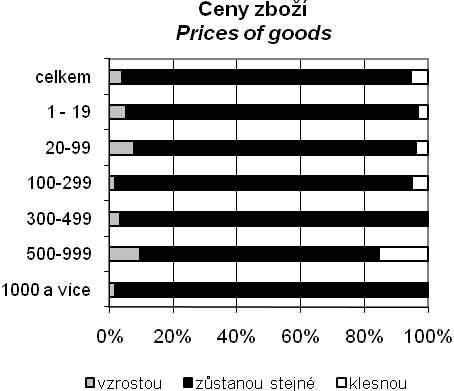 Ceny zboží
Prices of goods
celkem
1 - 19
20-99
100-299
300-499
500-999
1000 a více
0% 20% 40% 60% 80% 100%
vzrostou zůstanou stejné klesnou